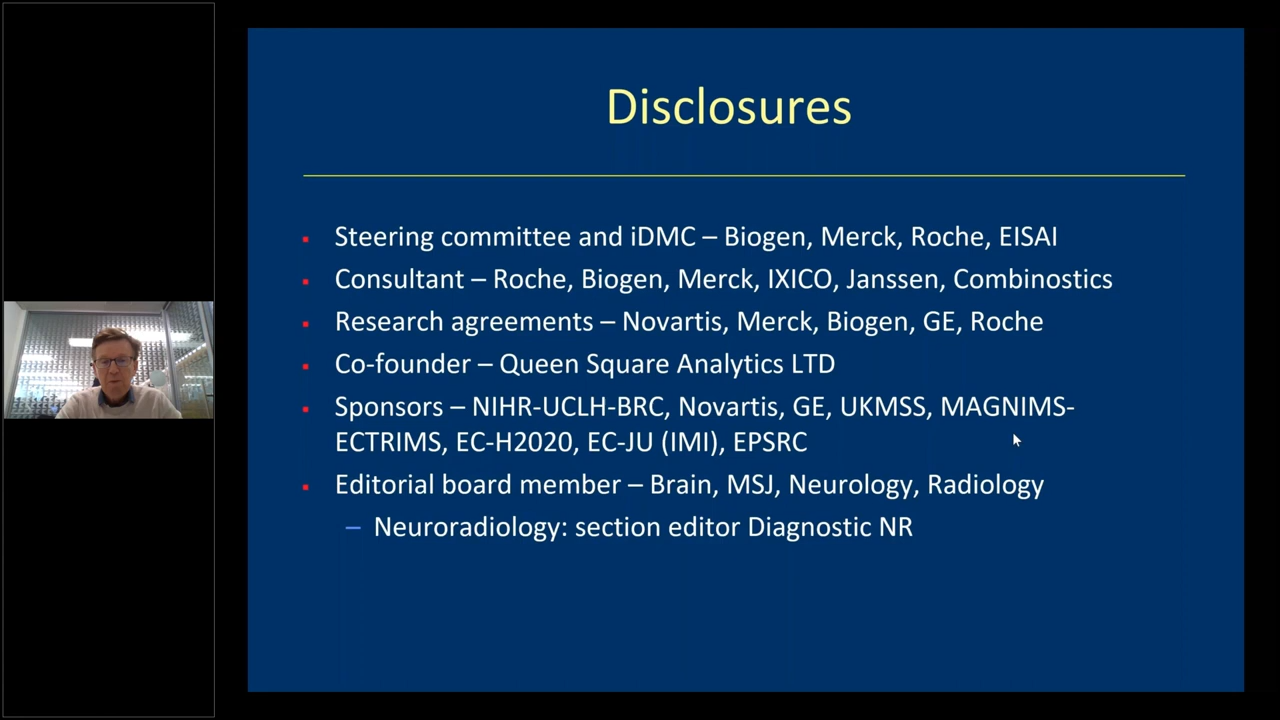 Disclosures
Steering committee and iDMC – Biogen, Merck, Roche, EISAI
Consultant – Roche, Biogen, Merck, IXICO, Janssen, Combinostics
Research agreements – Novartis, Merck, Biogen, GE, Roche
Co-founder – Queen Square Analytics LTD
Sponsors – NIHR-UCLH-BRC, Novartis, GE, UKMSS, MAGNIMS-
ECTRIMS, EC-H2020, EC-JU (IMI), EPSRC
Editorial board member – Brain, MSJ, Neurology, Radiology
– Neuroradiology: section editor Diagnostic NR